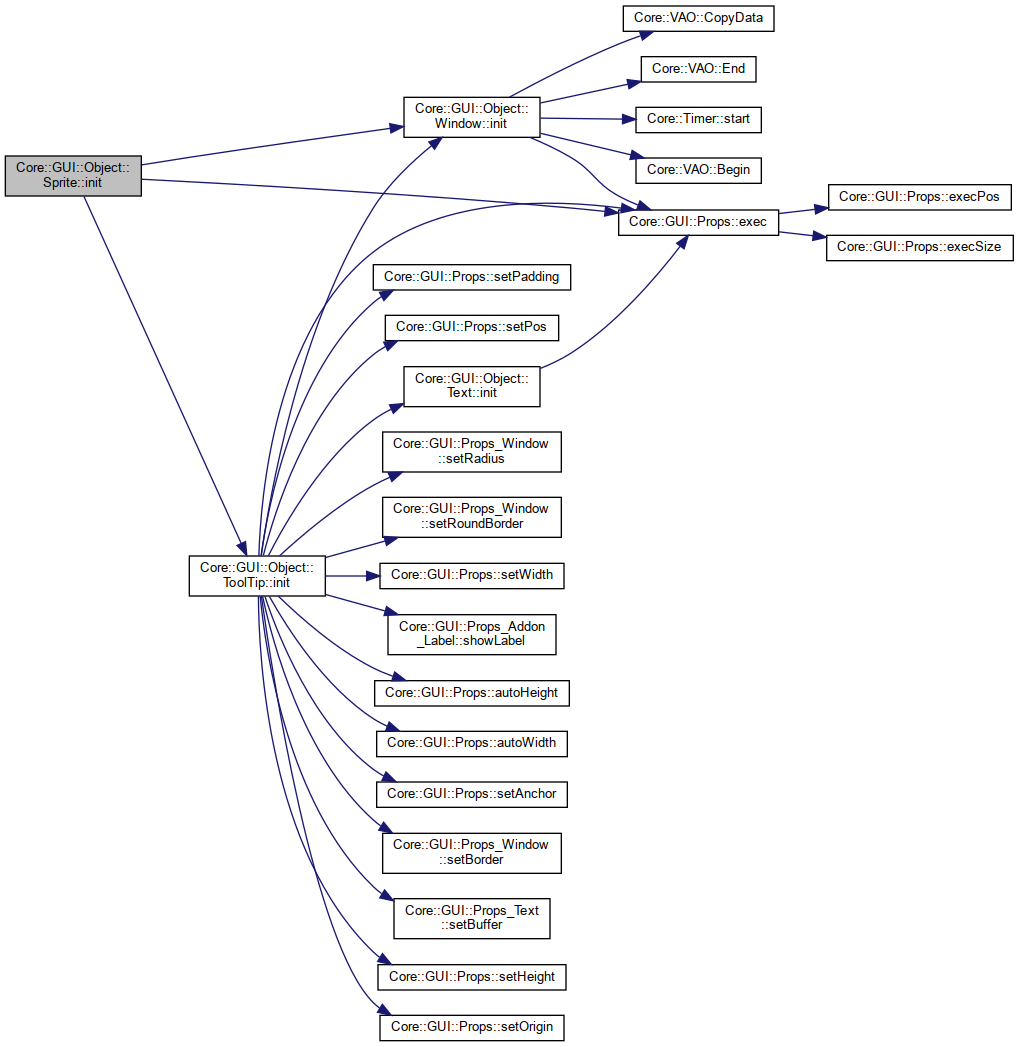 Core::GUI::Object::
Sprite::init
Core::GUI::Object::
Window::init
Core::VAO::CopyData
Core::VAO::End
Core::Timer::start
Core::VAO::Begin
Core::GUI::Props::exec
Core::GUI::Props::execPos
Core::GUI::Props::execSize
Core::GUI::Object::
ToolTip::init
Core::GUI::Props::setPadding
Core::GUI::Props::setPos
Core::GUI::Object::
Text::init
Core::GUI::Props_Window
::setRadius
Core::GUI::Props_Window
::setRoundBorder
Core::GUI::Props::setWidth
Core::GUI::Props_Addon
_Label::showLabel
Core::GUI::Props::autoHeight
Core::GUI::Props::autoWidth
Core::GUI::Props::setAnchor
Core::GUI::Props_Window
::setBorder
Core::GUI::Props_Text
::setBuffer
Core::GUI::Props::setHeight
Core::GUI::Props::setOrigin